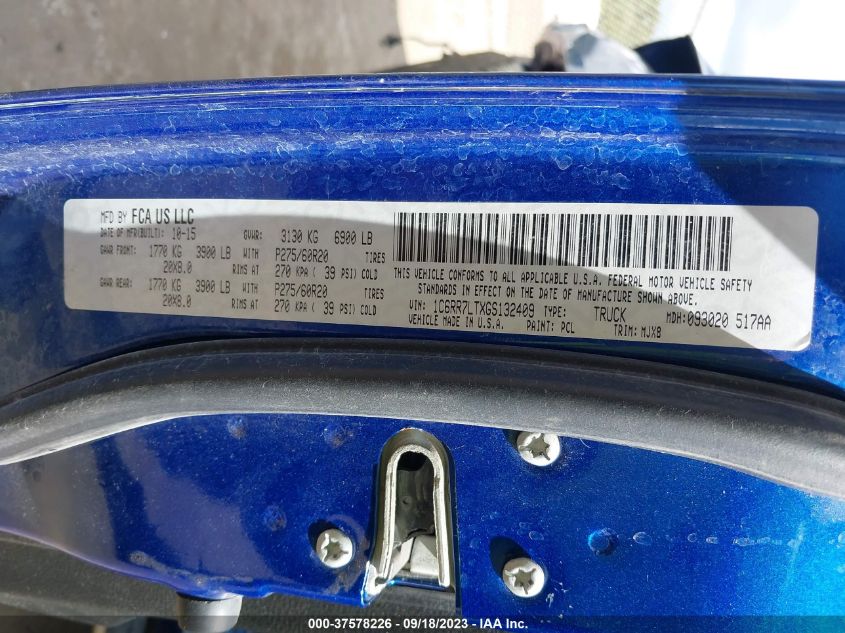 MFD BY FCA US LLC
DATE OF MFR(BUILT): 10-15 GVWR: 3130 KG 6900 LB
GAWR FRONT: 1770 KG 3900 LB WITH P275/60R20 TIRES
20X8.0 RIMS AT 270 KPA ( 39 PSI) COLD
GAWR REAR: 1770 KG 3900 LB WITH P275/60R20 TIRES
20X8.0 RIMS AT 270 KPA ( 39 PSI) COLD
THIS VEHICLE CONFORMS TO ALL APPLICABLE U.S.A. FEDERAL MOTOR VEHICLE SAFETY
STANDARDS IN EFFECT ON THE DATE OF MANUFACTURE SHOWN ABOVE.
VIN: 1C6RR7LTXGS132409 TYPE: TRUCK MDH:093020 517AA
VEHICLE MADE IN U.S.A. PAINT: PCL TRIM: MJX8
000-37578226 - 09/18/2023 - IAA Inc.